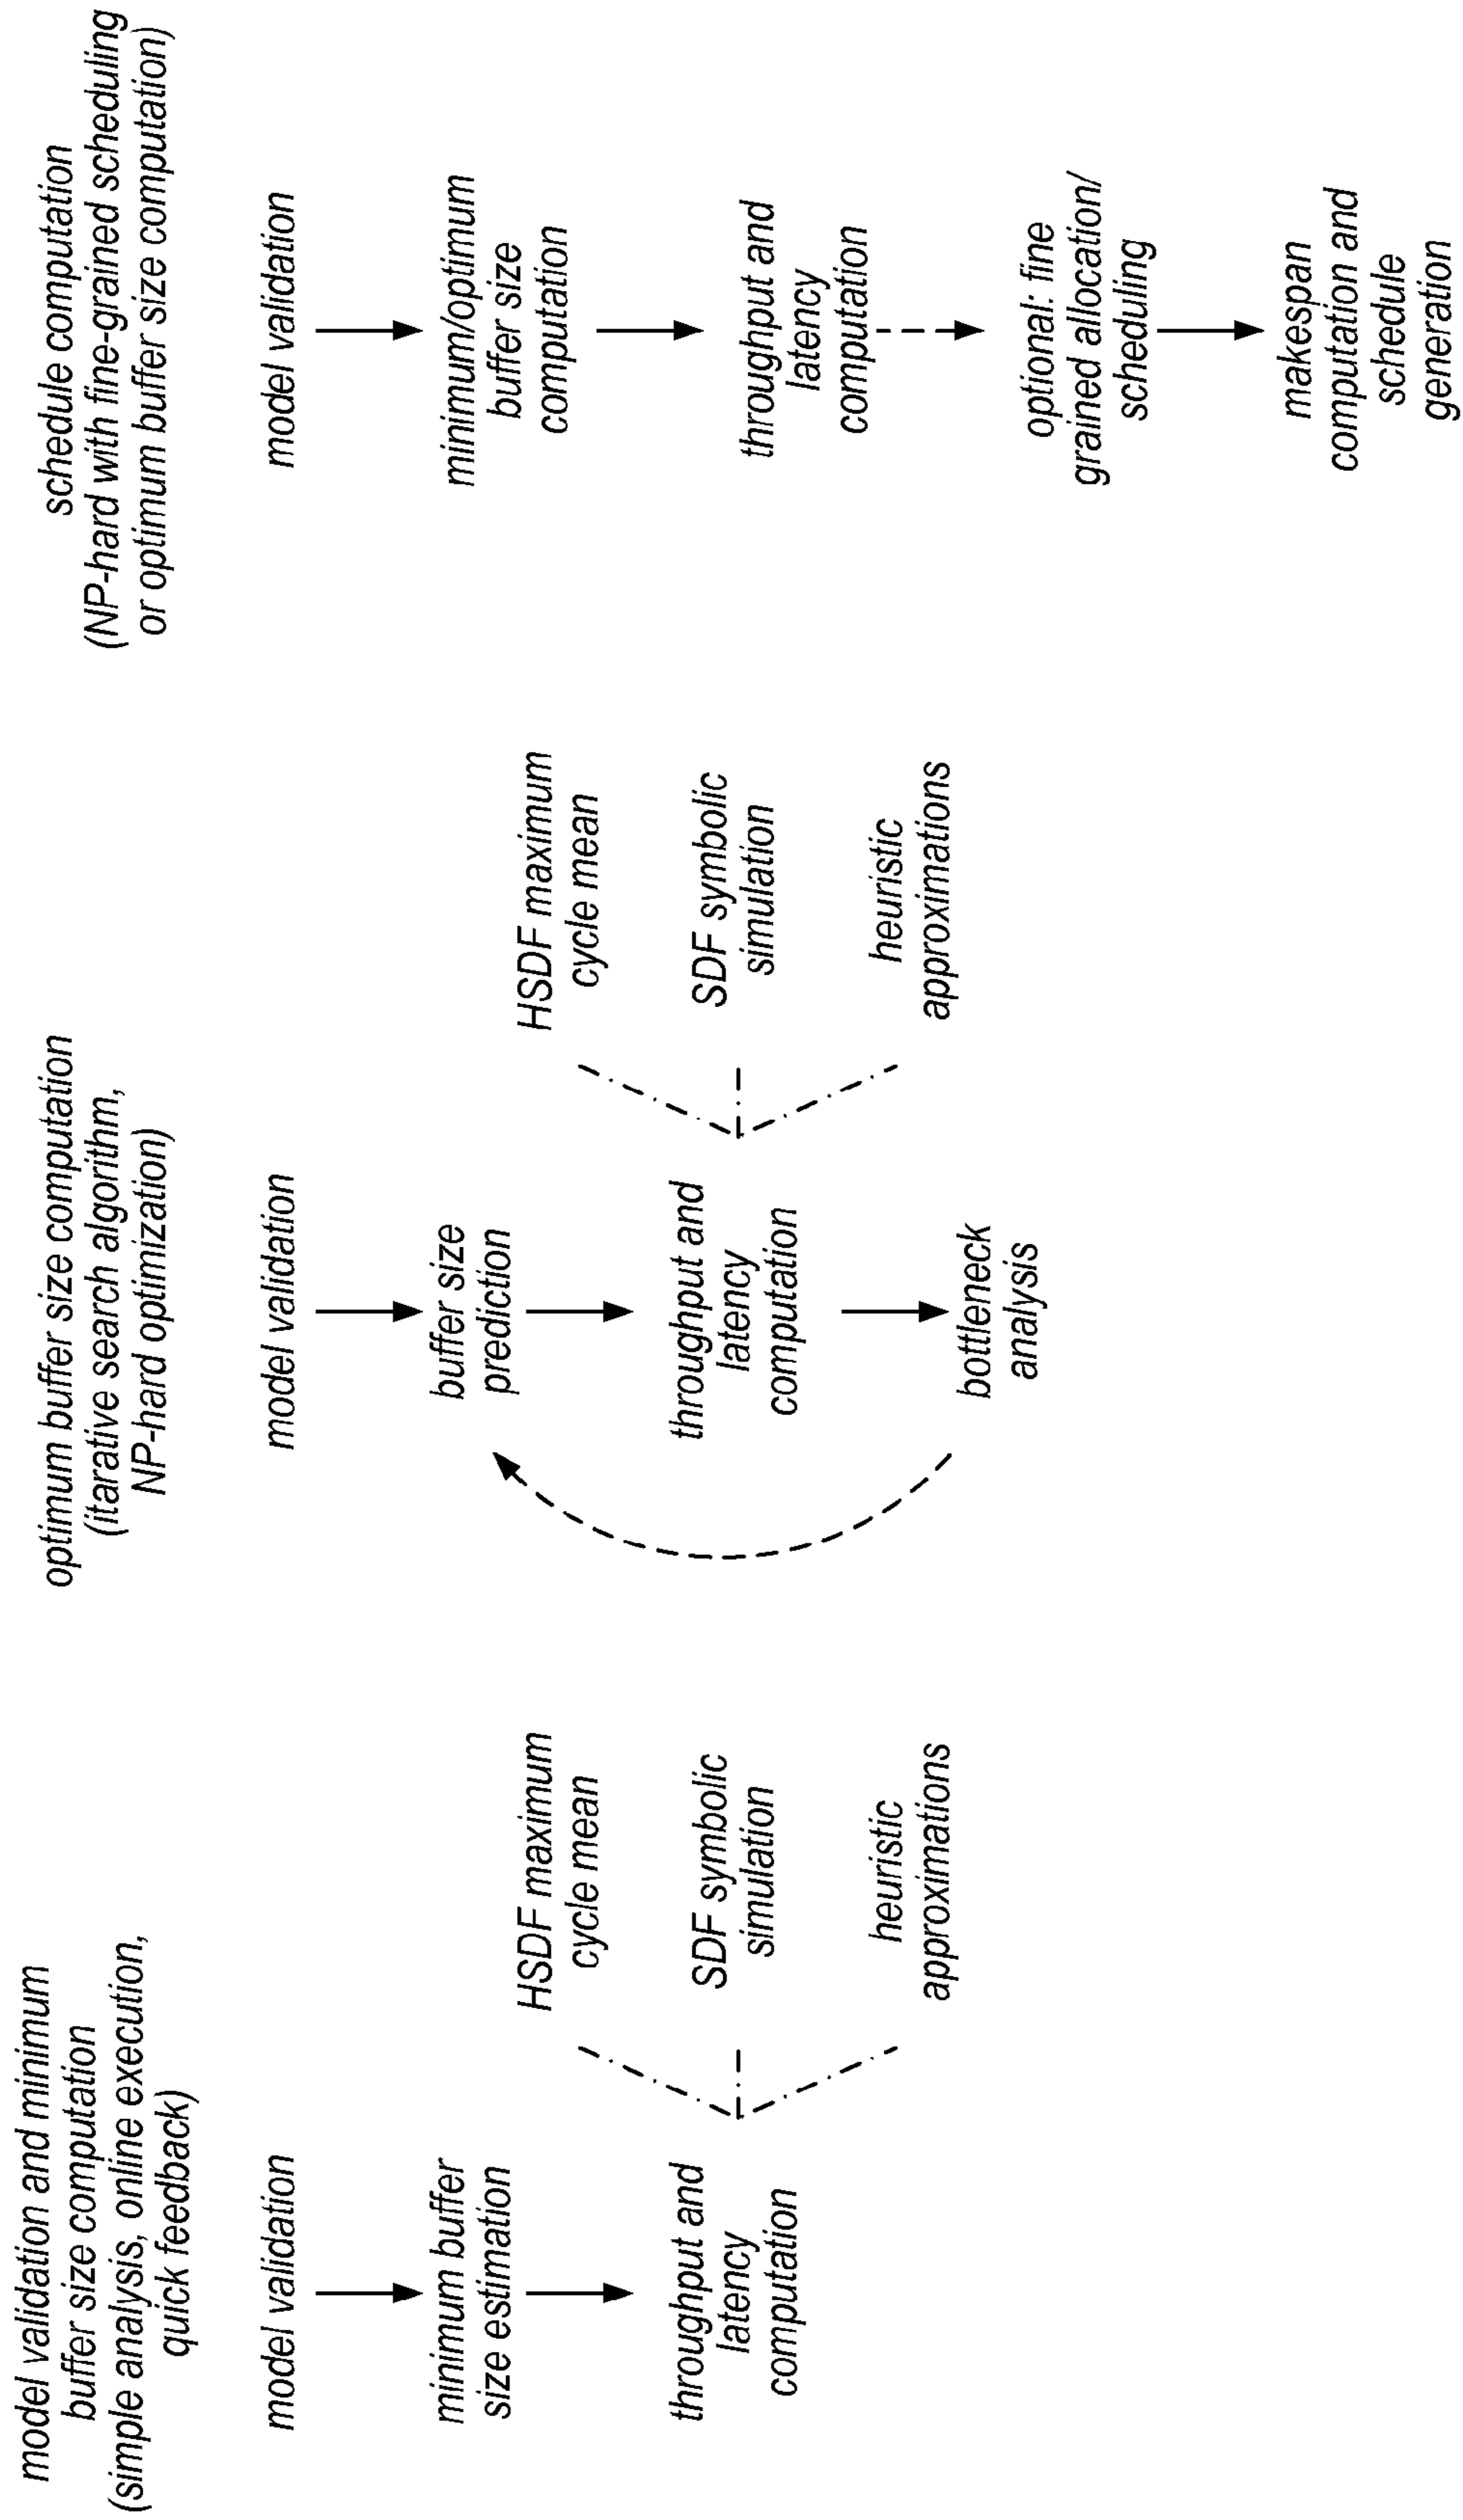 model validation and minimum
buffer size computation
(simple analysis, online execution,
quick feedback)
model validation
minimum buffer
size estimation
throughput and
latency
computation
HSDF maximum
cycle mean
SDF symbolic
simulation
heuristic
approximations
optimum buffer size computation
(itarative search algorithm,
NP-hard optimization)
model validation
buffer size
prediction
throughput and
latency
computation
bottleneck
analysis
HSDF maximum
cycle mean
SDF symbolic
simulation
heuristic
approximations
schedule computation
(NP-hard with fine-grained scheduling
or optimum buffer size computation)
model validation
minimum/optimum
buffer size
computation
throughput and
latency
computation
optional: fine
grained allocation/
scheduling
makespan
computation and
schedule
generation